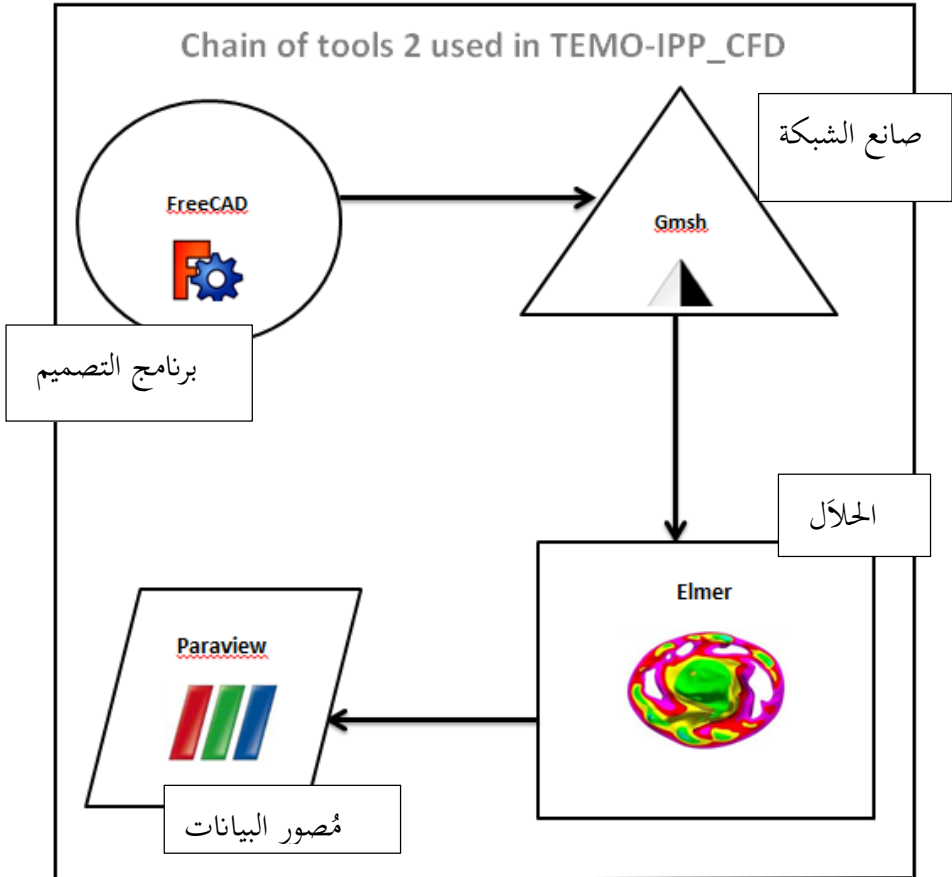 Chain of tools 2 used in TEMO-IPP_CFD
صانع الشبكة
FreeCAD
Gmsh
برنامج التصميم
الحلاَل
Elmer
Paraview
مُصور البيانات